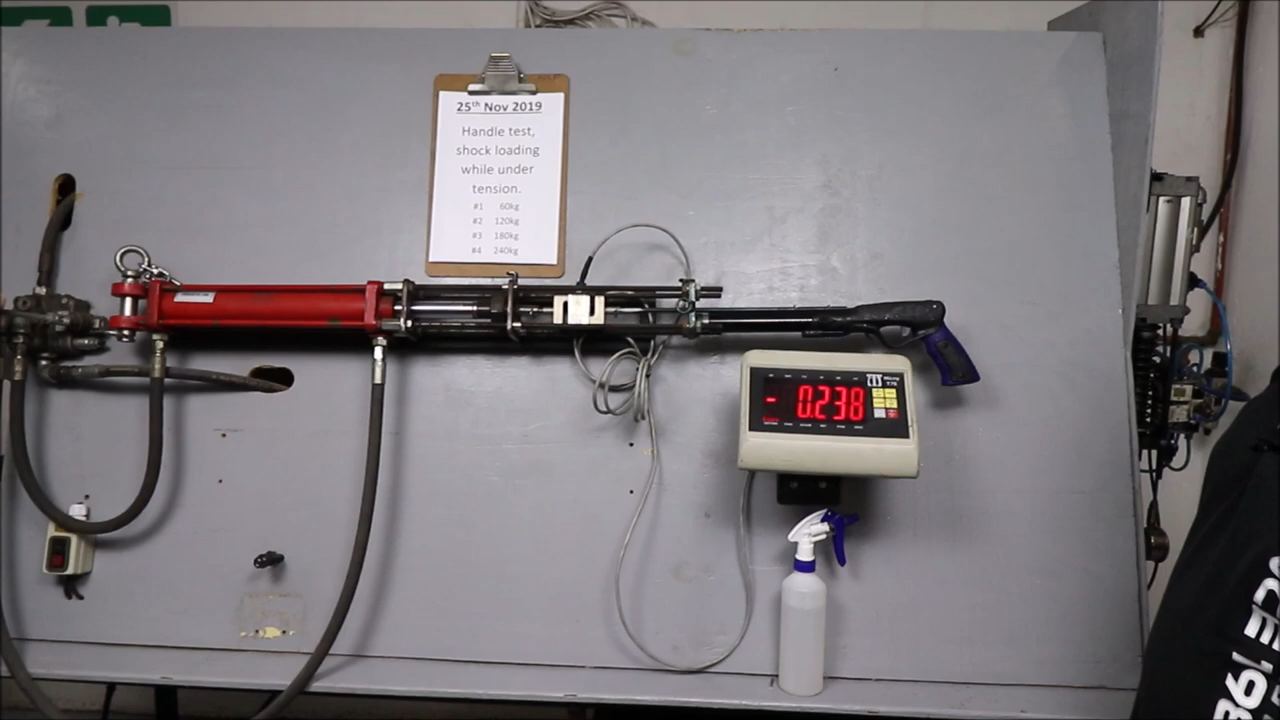 25th Nov 2019
Handle test,
shock loading
while under
tension.
#1 60kg
#2 120kg
#3 180kg
#4 240kg
- 0.238